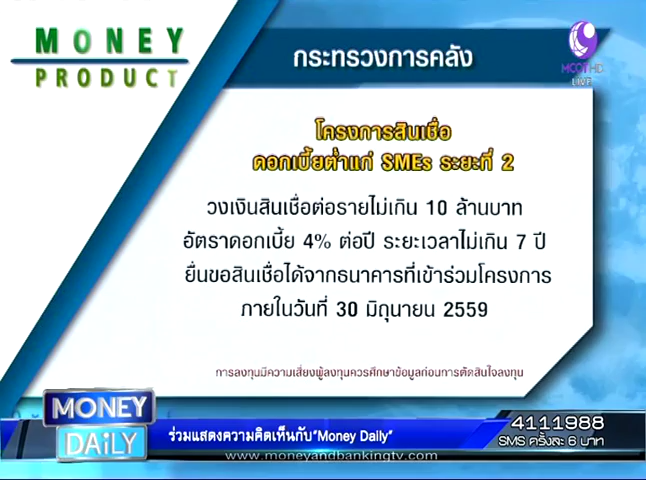 MONEY
PRODUCT
กระทรวงการคลัง
MCOT HD
LIVE
โครงการสินเชื่อ
ดอกเบี้ยต่ำแก่ SMEs ระยะที่ 2
วงเงินสินเชื่อต่อรายไม่เกิน 10 ล้านบาท
อัตราดอกเบี้ย 4% ต่อปี ระยะเวลาไม่เกิน 7 ปี
ยื่นขอสินเชื่อได้จากธนาคารที่เข้าร่วมโครงการ
ภายในวันที่ 30 มิถุนายน 2559
การลงทุนมีความเสี่ยงผู้ลงทุนควรศึกษาข้อมูลก่อนการตัดสินใจลงทุน
MONEY
DAiLY
ร่วมแสดงความคิดเห็นกับ"Money Daily"
4111988
SMS ครั้งละ 6 บาท
www.moneyandbankingtv.com